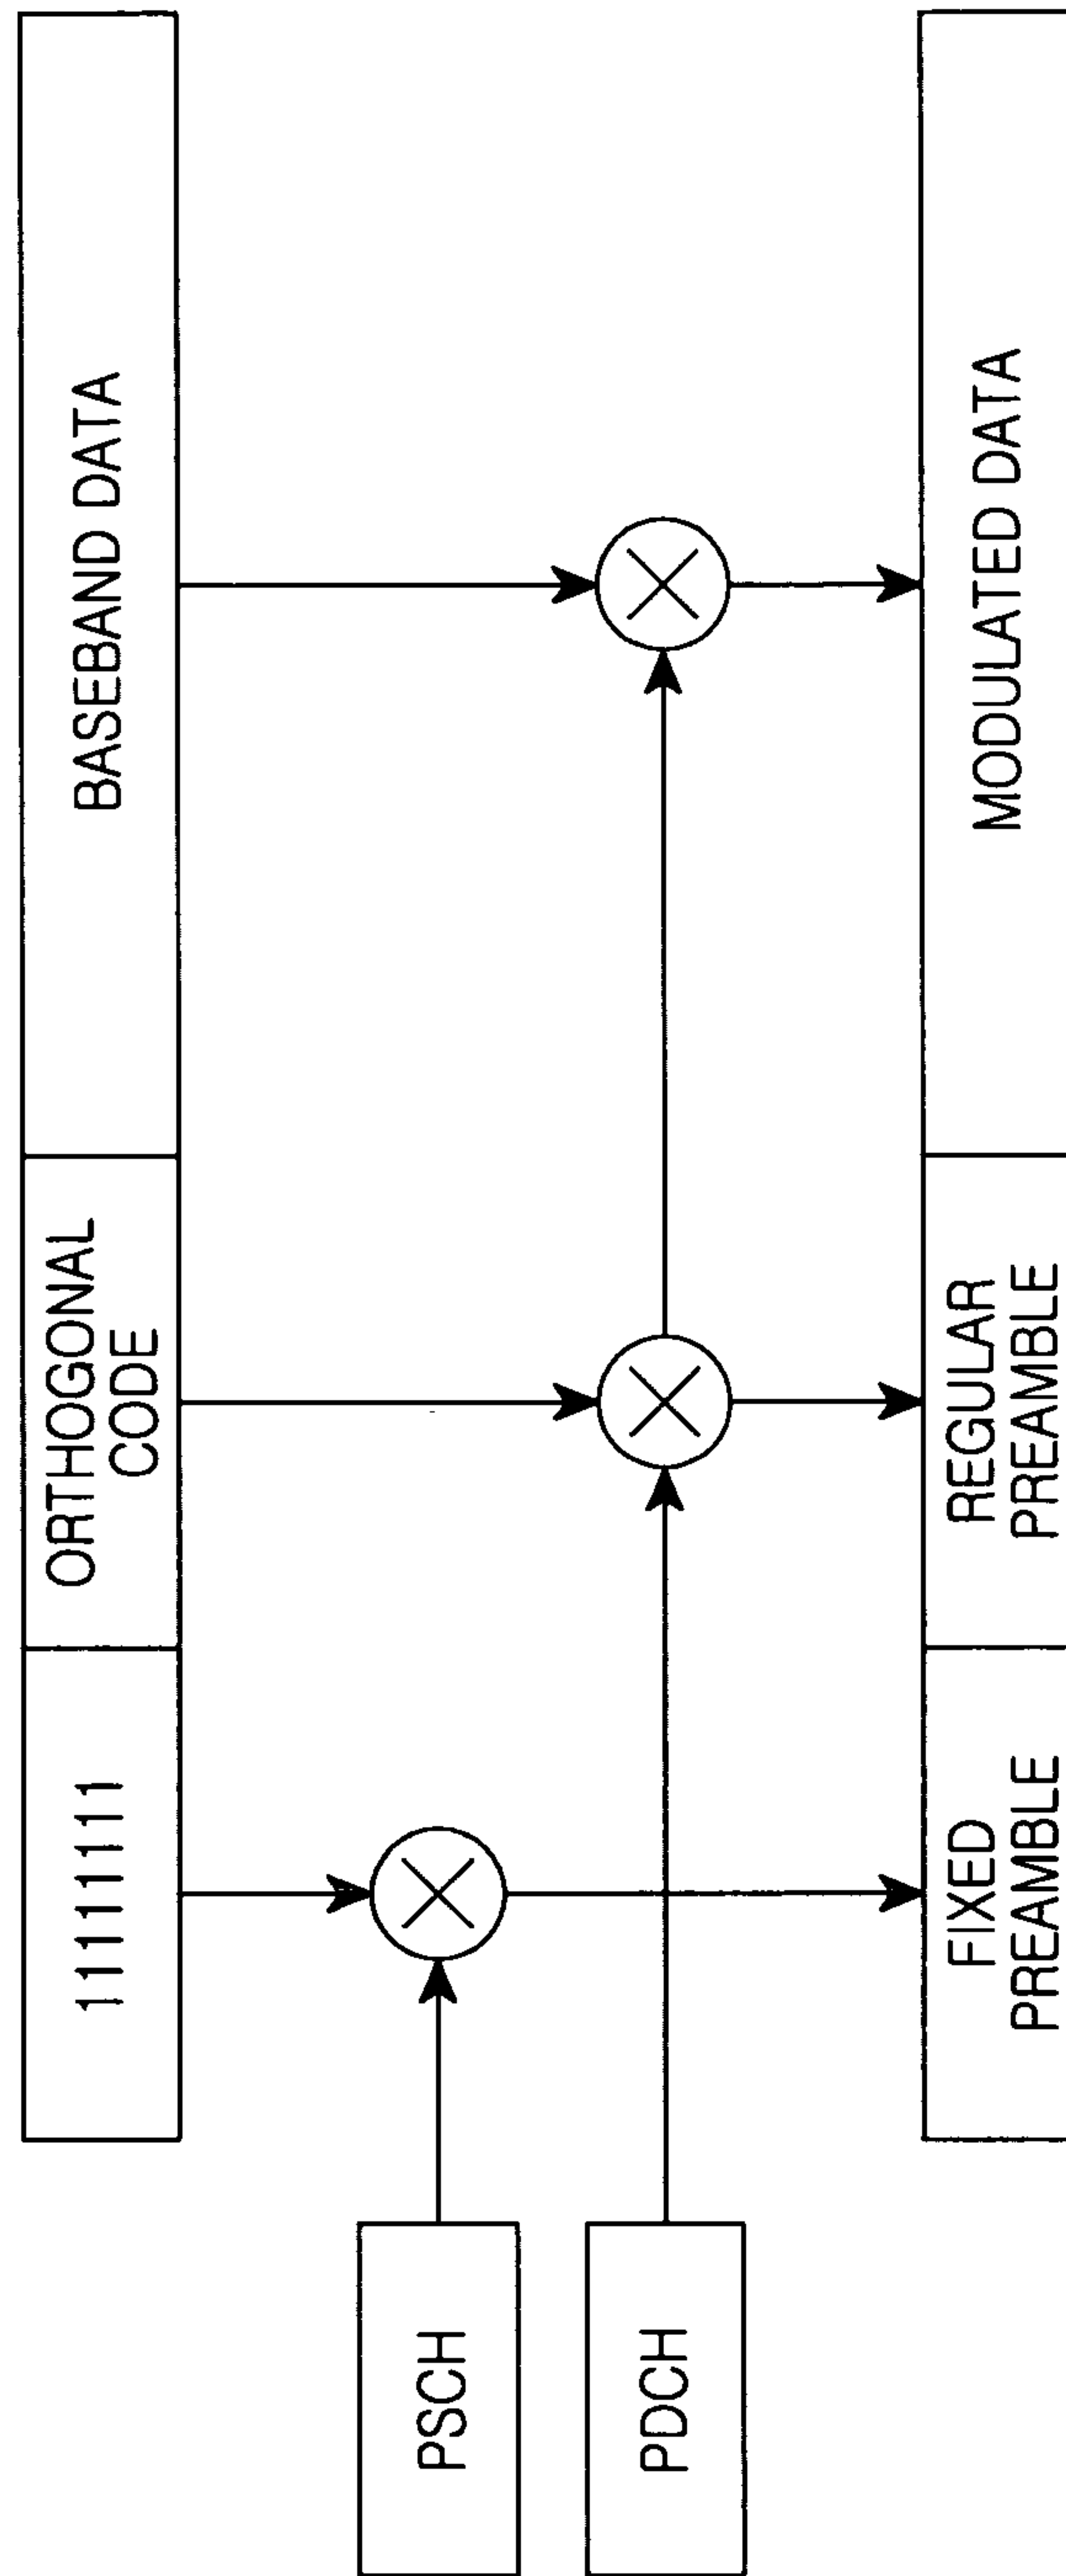 11111111
ORTHOGONAL
CODE
BASEBAND DATA
PSCH
PDCH
FIXED
PREAMBLE
REGULAR
PREAMBLE
MODULATED DATA